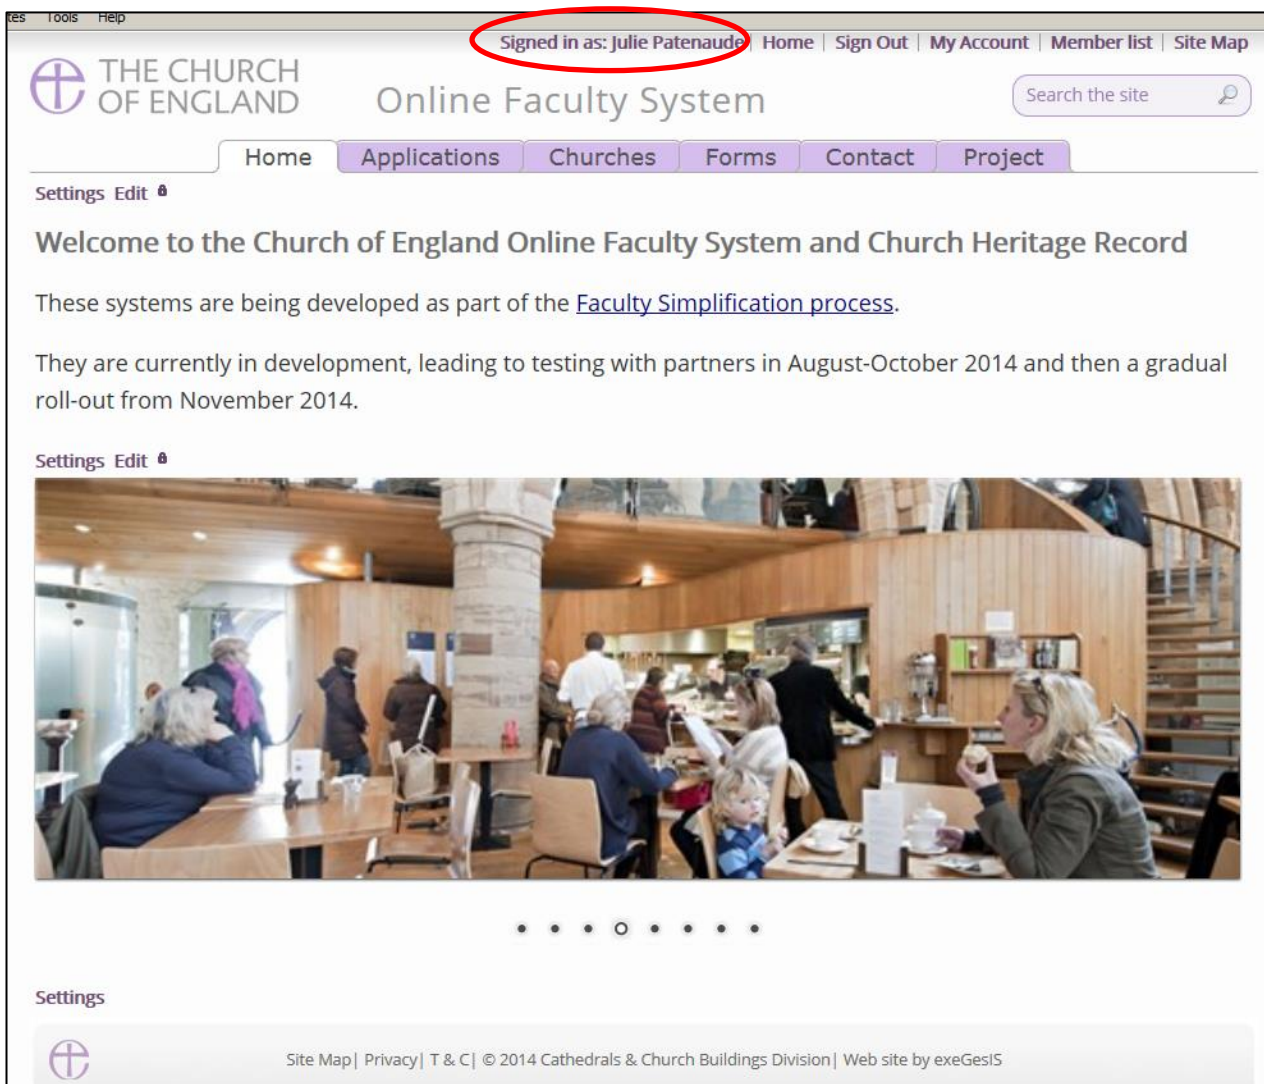 tes Tools Help
Signed in as: Julie Patenaude | Home | Sign Out | My Account | Member list | Site Map
THE CHURCH
OF ENGLAND
Online Faculty System
Search the site
Home Applications Churches Forms Contact Project
Settings Edit
Welcome to the Church of England Online Faculty System and Church Heritage Record
These systems are being developed as part of the Faculty Simplification process.
They are currently in development, leading to testing with partners in August-October 2014 and then a gradual
roll-out from November 2014.
Settings Edit
Settings
Site Map| Privacy| T & C| © 2014 Cathedrals & Church Buildings Division| Web site by exeGesIS